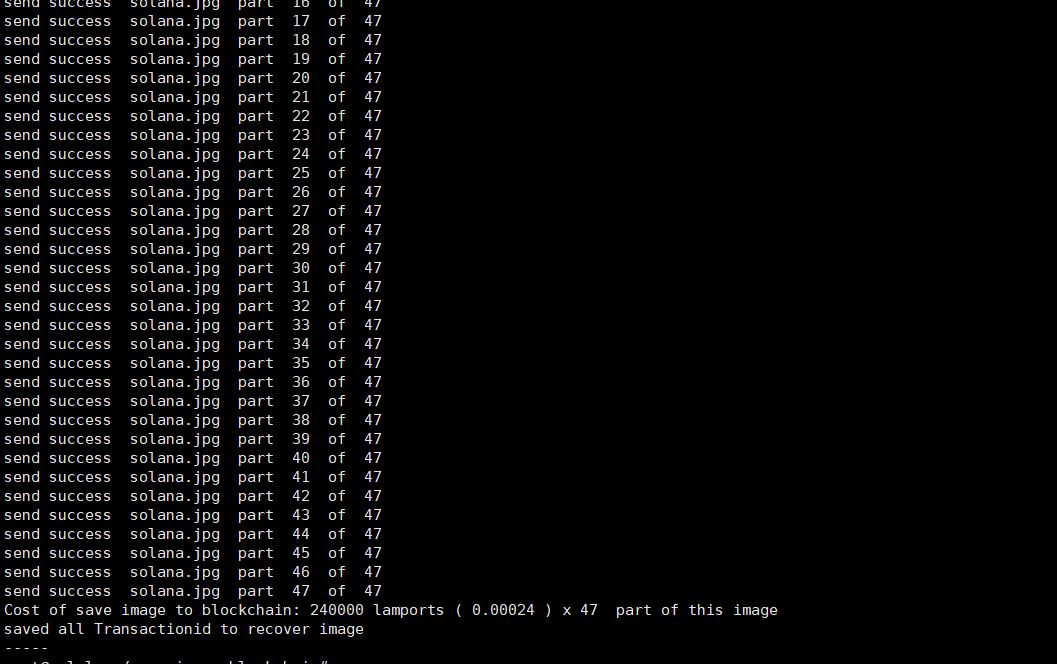 send success  solana.jpg  part  16  of  47
send success  solana.jpg  part  17  of  47
send success  solana.jpg  part  18  of  47
send success  solana.jpg  part  19  of  47
send success  solana.jpg  part  20  of  47
send success  solana.jpg  part  21  of  47
send success  solana.jpg  part  22  of  47
send success  solana.jpg  part  23  of  47
send success  solana.jpg  part  24  of  47
send success  solana.jpg  part  25  of  47
send success  solana.jpg  part  26  of  47
send success  solana.jpg  part  27  of  47
send success  solana.jpg  part  28  of  47
send success  solana.jpg  part  29  of  47
send success  solana.jpg  part  30  of  47
send success  solana.jpg  part  31  of  47
send success  solana.jpg  part  32  of  47
send success  solana.jpg  part  33  of  47
send success  solana.jpg  part  34  of  47
send success  solana.jpg  part  35  of  47
send success  solana.jpg  part  36  of  47
send success  solana.jpg  part  37  of  47
send success  solana.jpg  part  38  of  47
send success  solana.jpg  part  39  of  47
send success  solana.jpg  part  40  of  47
send success  solana.jpg  part  41  of  47
send success  solana.jpg  part  42  of  47
send success  solana.jpg  part  43  of  47
send success  solana.jpg  part  44  of  47
send success  solana.jpg  part  45  of  47
send success  solana.jpg  part  46  of  47
send success  solana.jpg  part  47  of  47
Cost of save image to blockchain: 240000 lamports ( 0.00024 ) x 47  part of this image
saved all Transactionid to recover image
-----